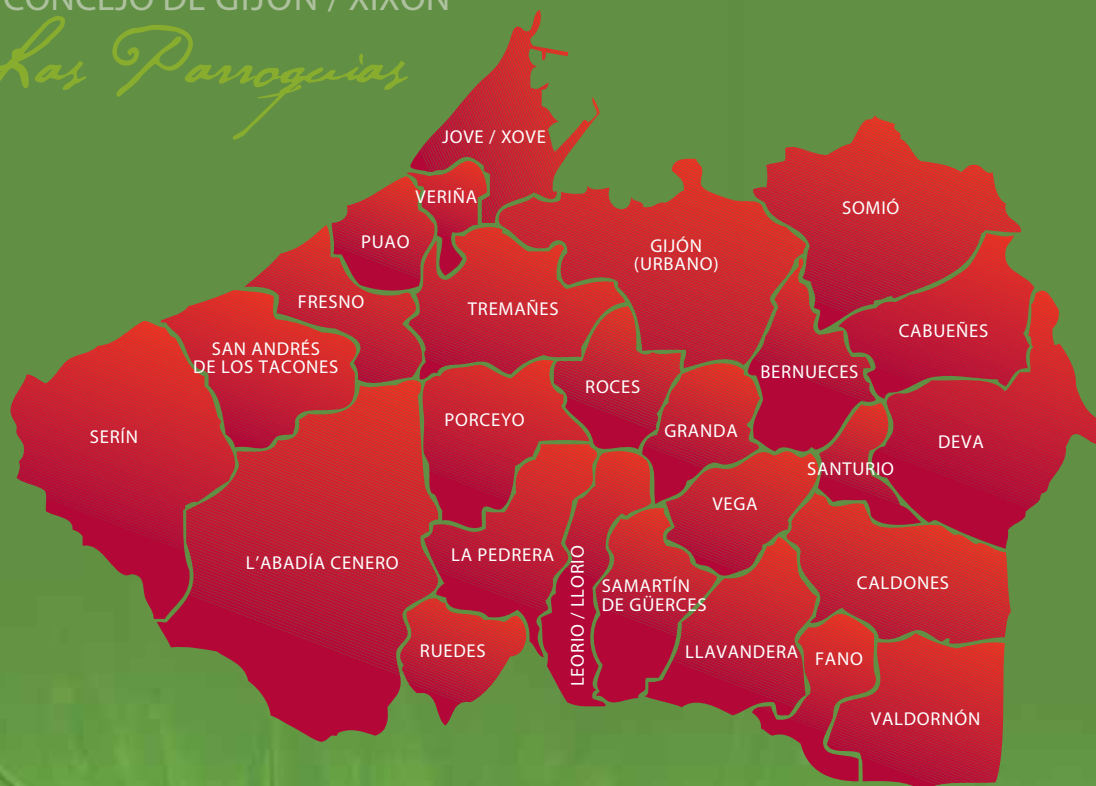 CONCEJO DE GIJÓN / XIXÓN
Las Parroquias
JOVE / XOVE
VERIÑA
SOMIÓ
PUAO
GIJÓN
(URBANO)
FRESNO
TREMAÑES
CABUEÑES
SAN ANDRÉS
DE LOS TACONES
BERNUECES
ROCES
SERÍN
PORCEYO
GRANDA
DEVA
SANTURIO
VEGA
L'ABADÍA CENERO
LA PEDRERA
LEORIO / LLORIO
SAMARTÍN
DE GÜERCES
CALDONES
RUEDES
LLAVANDERA
FANO
VALDORNÓN